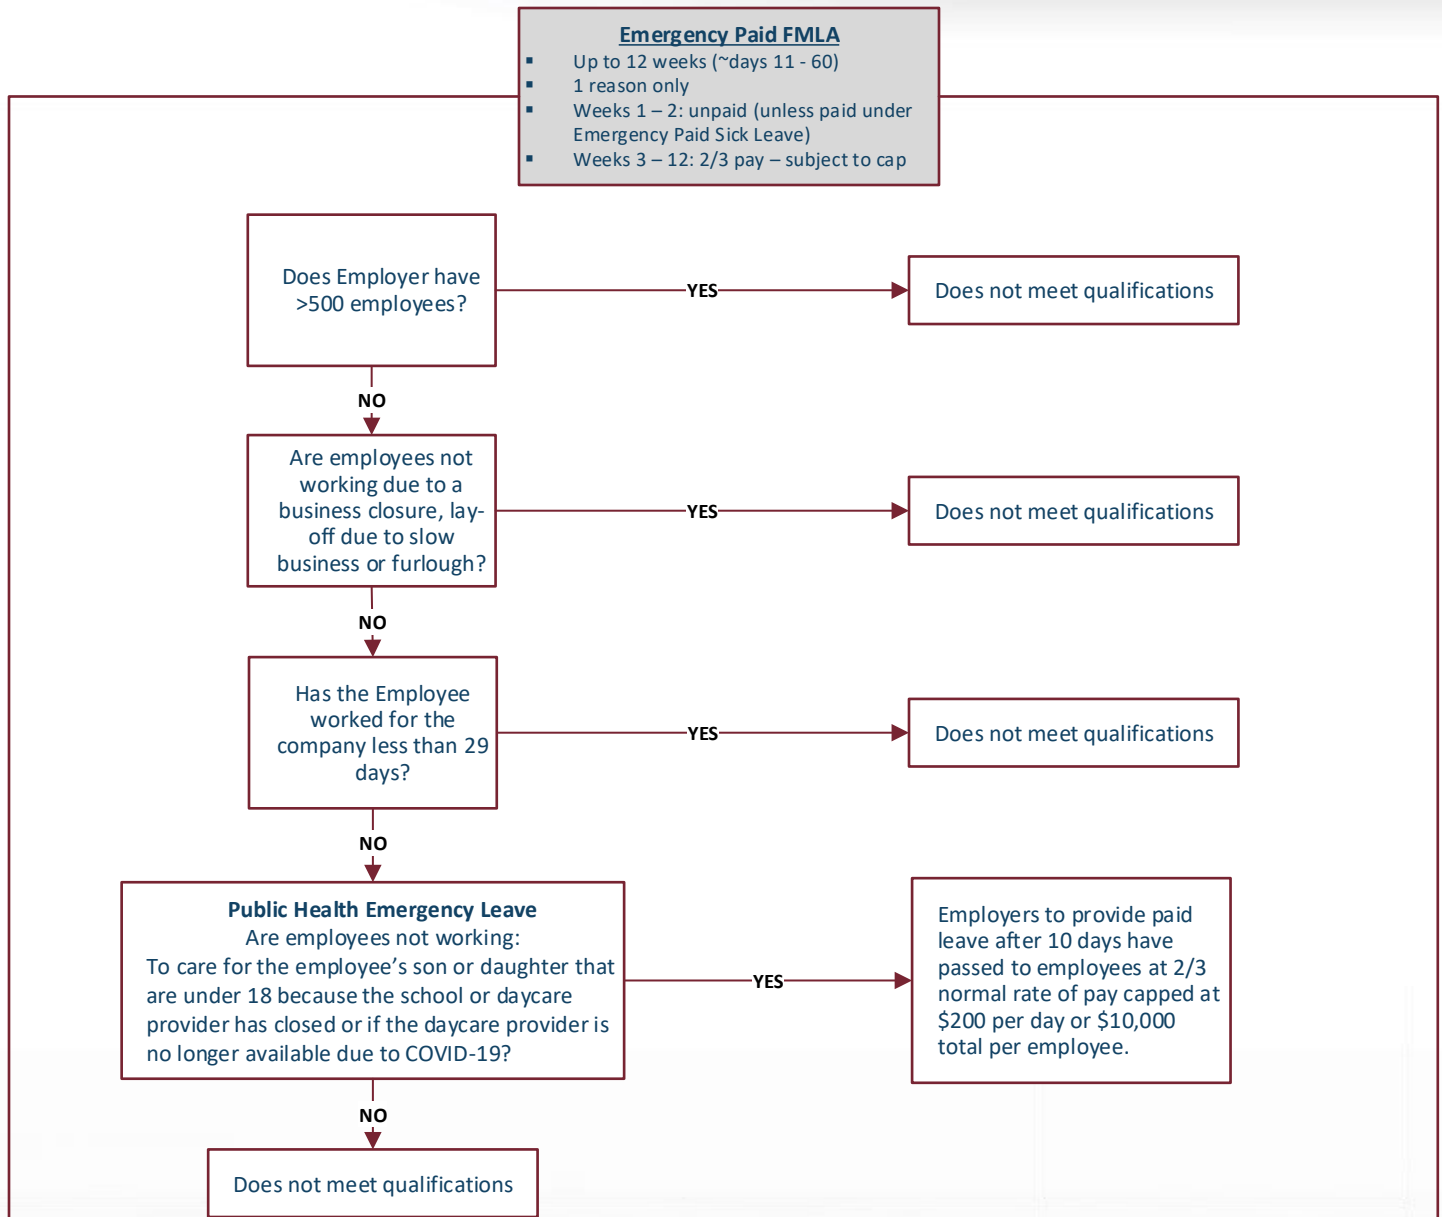 Emergency Paid FMLA
▪ Up to 12 weeks (~days 11 - 60)
▪ 1 reason only
▪ Weeks 1 – 2: unpaid (unless paid under
Emergency Paid Sick Leave)
▪ Weeks 3 – 12: 2/3 pay – subject to cap
Does Employer have
>500 employees?
YES
Does not meet qualifications
NO
Are employees not
working due to a
business closure, lay-
off due to slow
business or furlough?
YES
Does not meet qualifications
NO
Has the Employee
worked for the
company less than 29
days?
YES
Does not meet qualifications
NO
Public Health Emergency Leave
Are employees not working:
To care for the employee’s son or daughter that
are under 18 because the school or daycare
provider has closed or if the daycare provider is
no longer available due to COVID-19?
YES
Employers to provide paid
leave after 10 days have
passed to employees at 2/3
normal rate of pay capped at
$200 per day or $10,000
total per employee.
NO
Does not meet qualifications